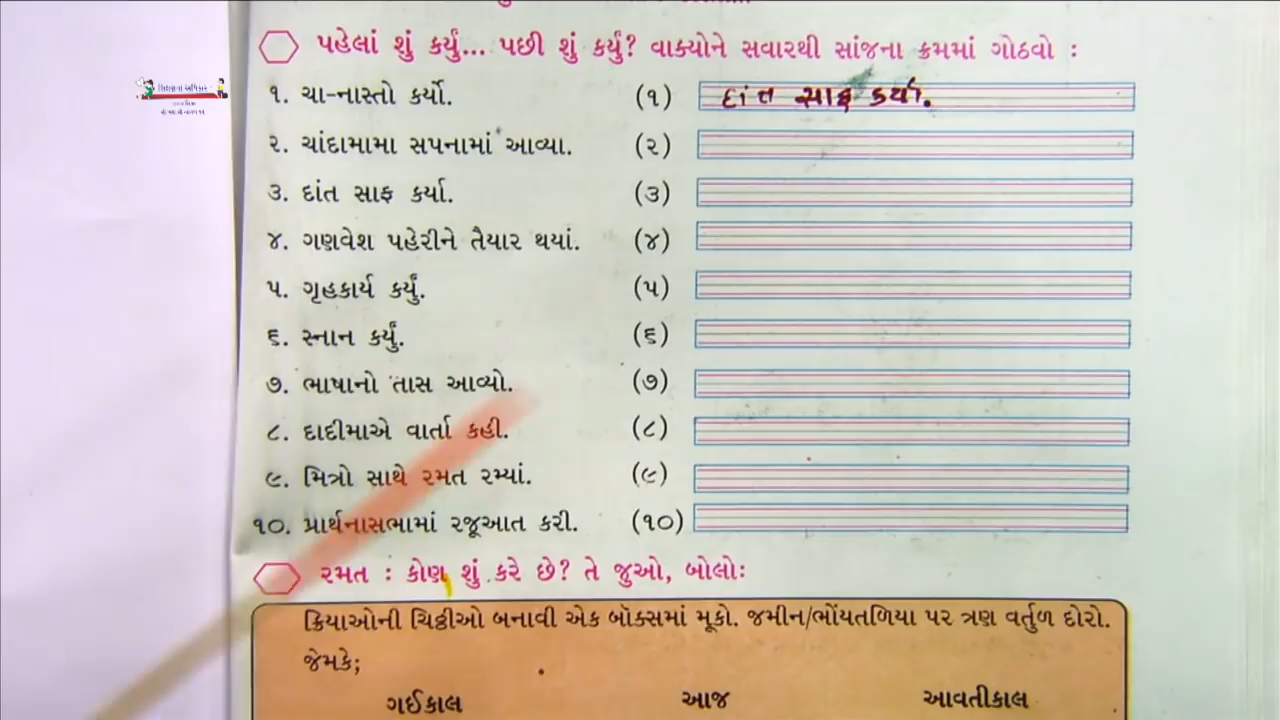 પહેલાં શું કર્યું... પછી શું કર્યું? વાક્યોને સવારથી સાંજના ક્રમમાં ગોઠવો :
૧. ચા-નાસ્તો કર્યો. (૧) દાંત સાફ કર્યા.
૨. ચાંદામામા સપનામાં આવ્યા. (૨)
૩. દાંત સાફ કર્યા. (૩)
૪. ગણવેશ પહેરીને તૈયાર થયાં. (૪)
૫. ગૃહકાર્ય કર્યું. (૫)
૬. સ્નાન કર્યું. (૬)
૭. ભાષાનો તાસ આવ્યો. (૭)
૮. દાદીમાએ વાર્તા કહી. (૮)
૯. મિત્રો સાથે રમત રમ્યાં. (૯)
૧૦. પ્રાર્થનાસભામાં રજૂઆત કરી. (૧૦)
રમત : કોણ શું કરે છે? તે જુઓ, બોલો:
ક્રિયાઓની ચિઠ્ઠીઓ બનાવી એક બૉક્સમાં મૂકો. જમીન/ભોંયતળિયા પર ત્રણ વર્તુળ દોરો.
જેમકે;
ગઈકાલ આજ આવતીકાલ